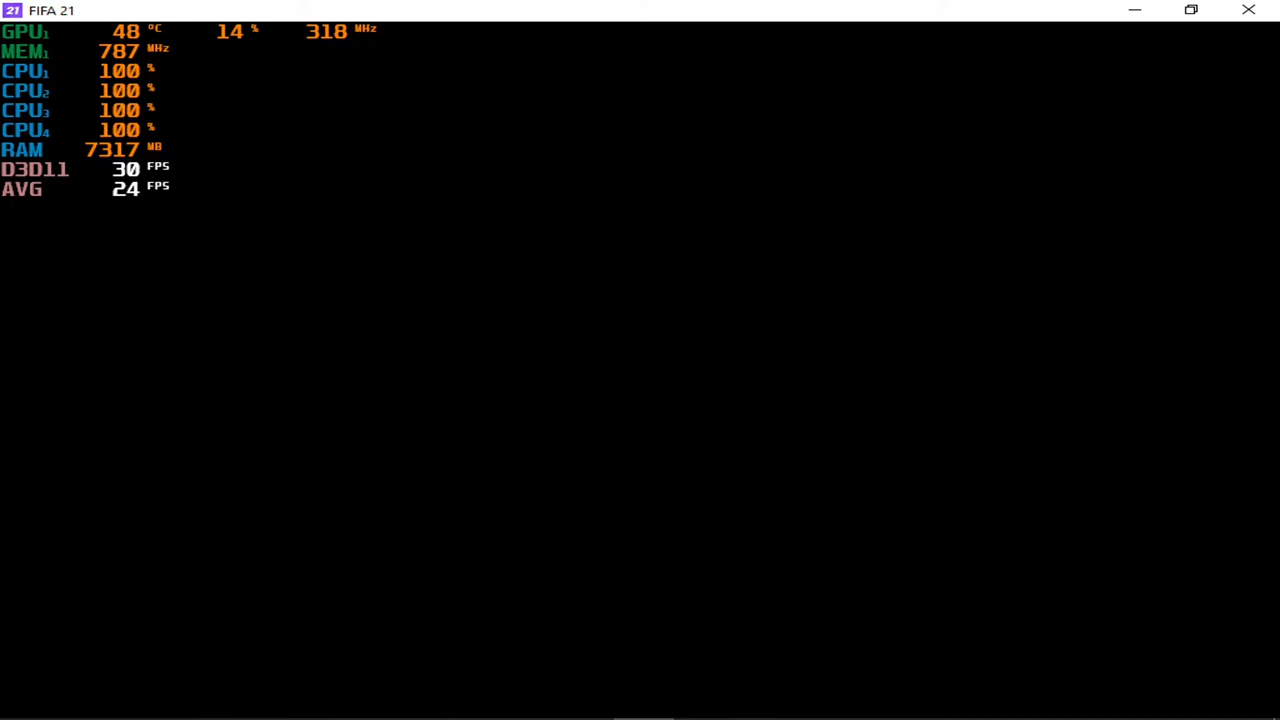 21 FIFA 21
GPU1 48 °C 14 % 318 MHz
MEM1 787 MHz
CPU1 100 %
CPU2 100 %
CPU3 100 %
CPU4 100 %
RAM 7317 MB
D3D11 30 FPS
AVG 24 FPS